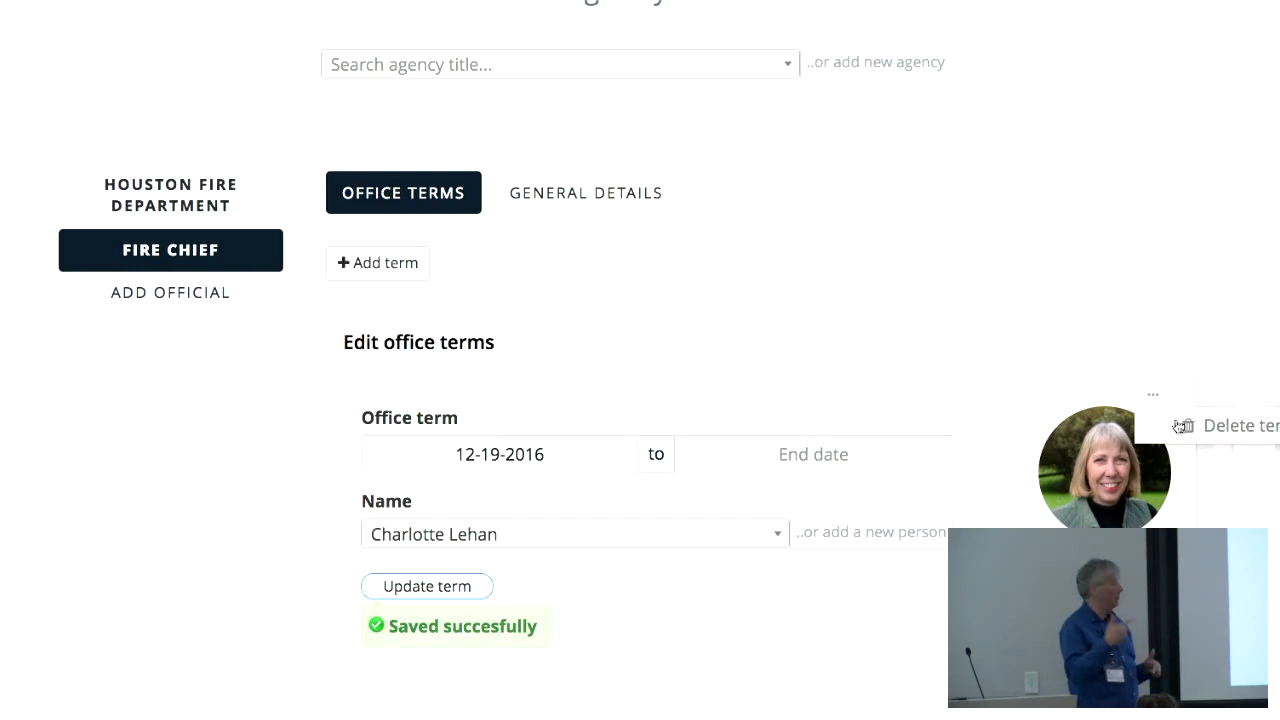 Search agency title...
..or add new agency
HOUSTON FIRE
DEPARTMENT
OFFICE TERMS
GENERAL DETAILS
FIRE CHIEF
+ Add term
ADD OFFICIAL
Edit office terms
...
Office term
Delete ter
12-19-2016
to
End date
Name
Charlotte Lehan
..or add a new person
Update term
Saved succesfully